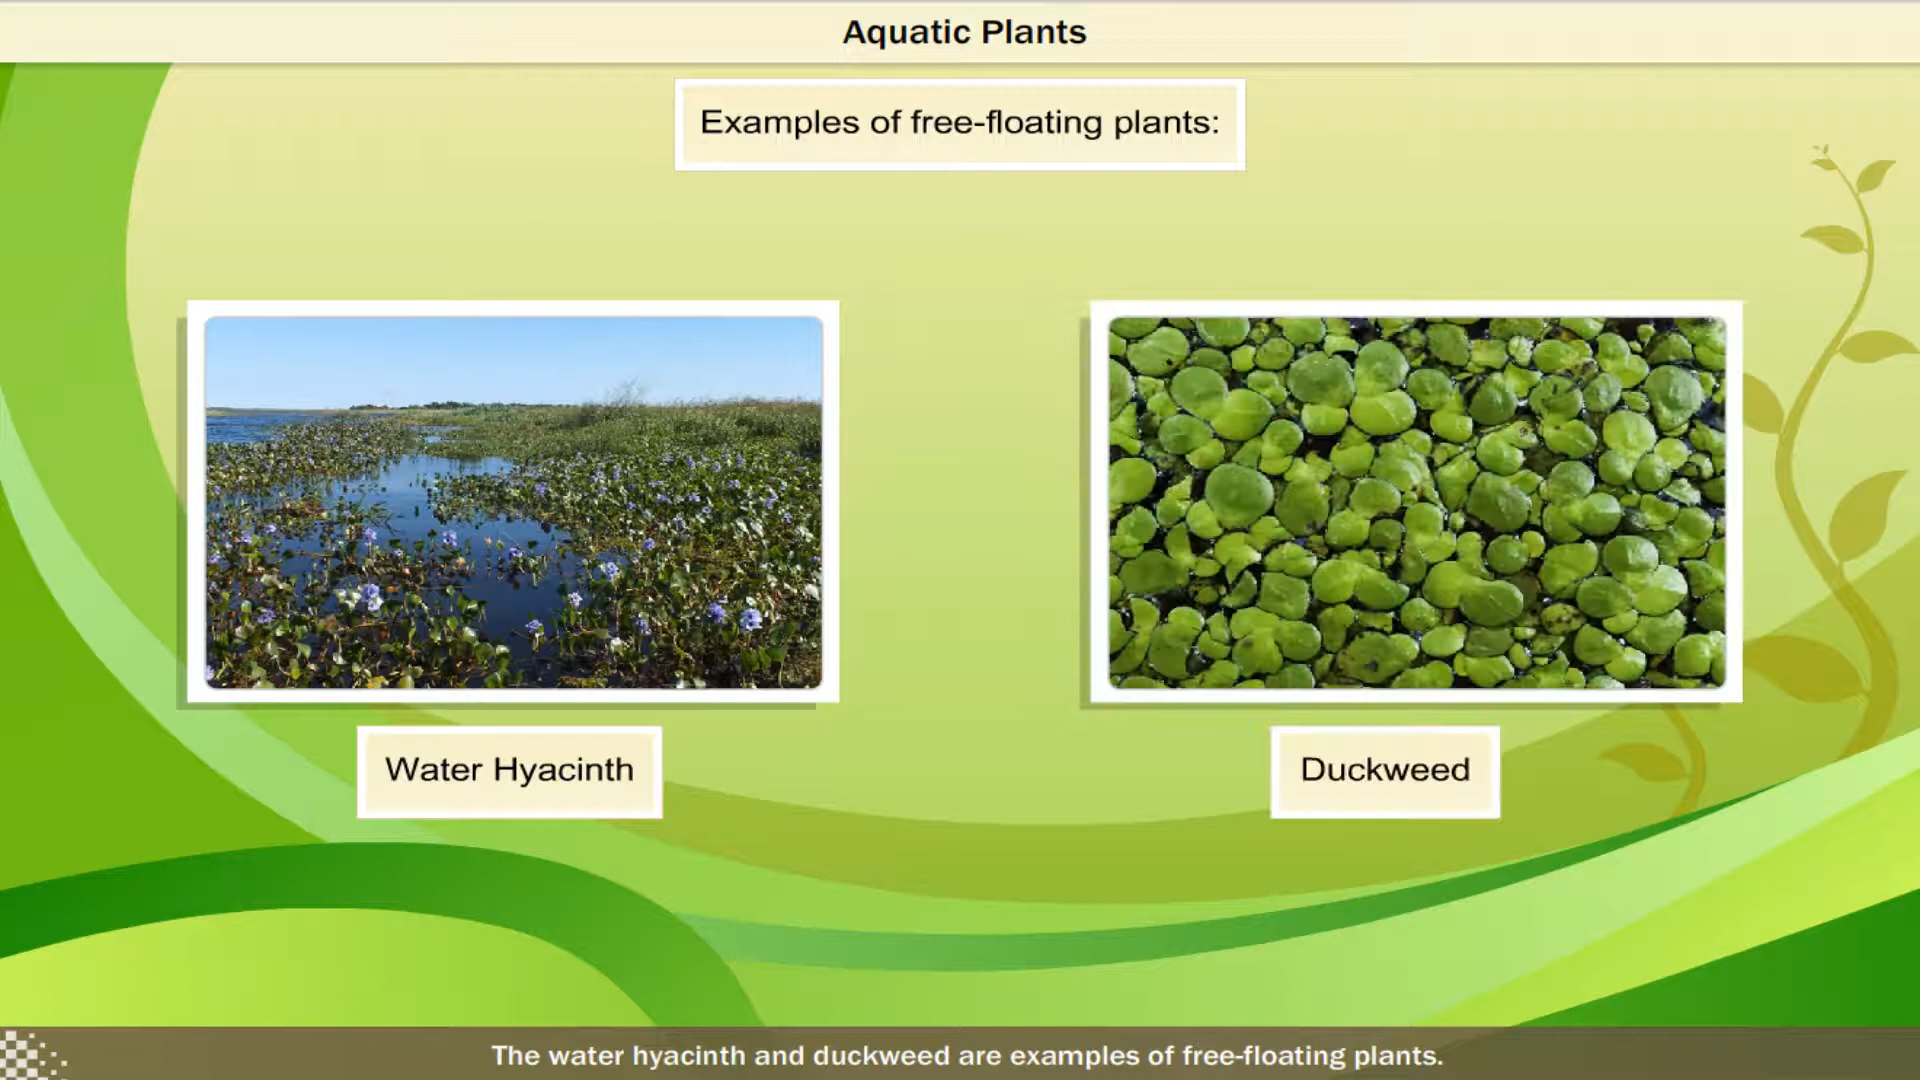 Aquatic Plants
Examples of free-floating plants:
Water Hyacinth
Duckweed
The water hyacinth and duckweed are examples of free-floating plants.